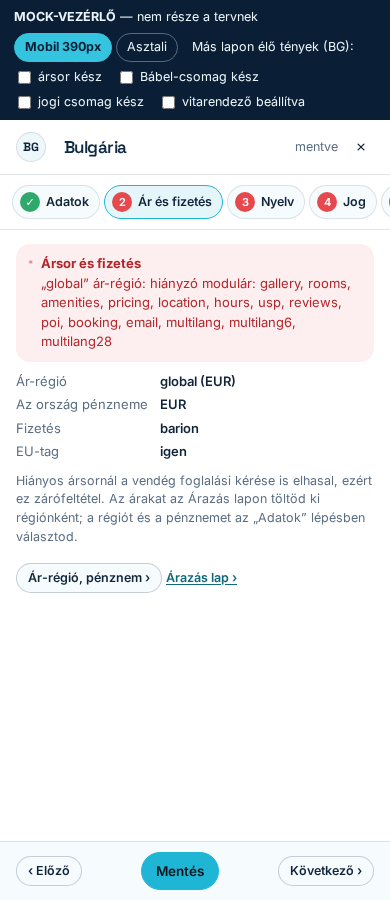 MOCK-VEZÉRLŐ — nem része a tervnek
Mobil 390px
Asztali
Más lapon élő tények (BG):
ársor kész
Bábel-csomag kész
jogi csomag kész
vitarendező beállítva
BG
Bulgária
mentve
×
✓ Adatok
2 Ár és fizetés
3 Nyelv
4 Jog
Ársor és fizetés
„global” ár-régió: hiányzó modulár: gallery, rooms,
amenities, pricing, location, hours, usp, reviews,
poi, booking, email, multilang, multilang6,
multilang28
Ár-régió global (EUR)
Az ország pénzneme EUR
Fizetés barion
EU-tag igen
Hiányos ársornál a vendég foglalási kérése is elhasal, ezért
ez zárófeltétel. Az árakat az Árazás lapon töltöd ki
régiónként; a régiót és a pénznemet az „Adatok” lépésben
választod.
Ár-régió, pénznem ›
Árazás lap ›
‹ Előző
Mentés
Következő ›